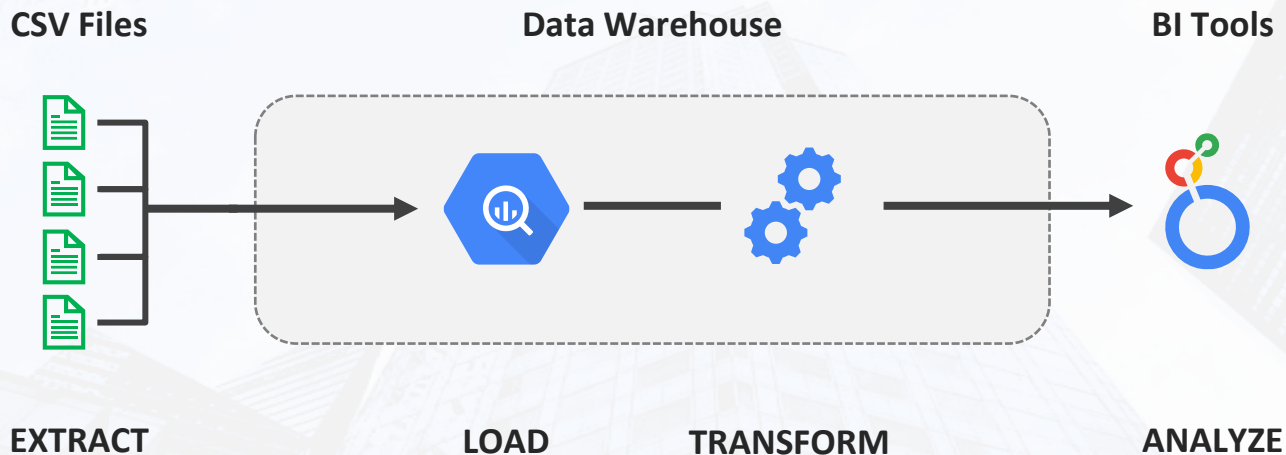 CSV Files
Data Warehouse
BI Tools
EXTRACT
LOAD
TRANSFORM
ANALYZE